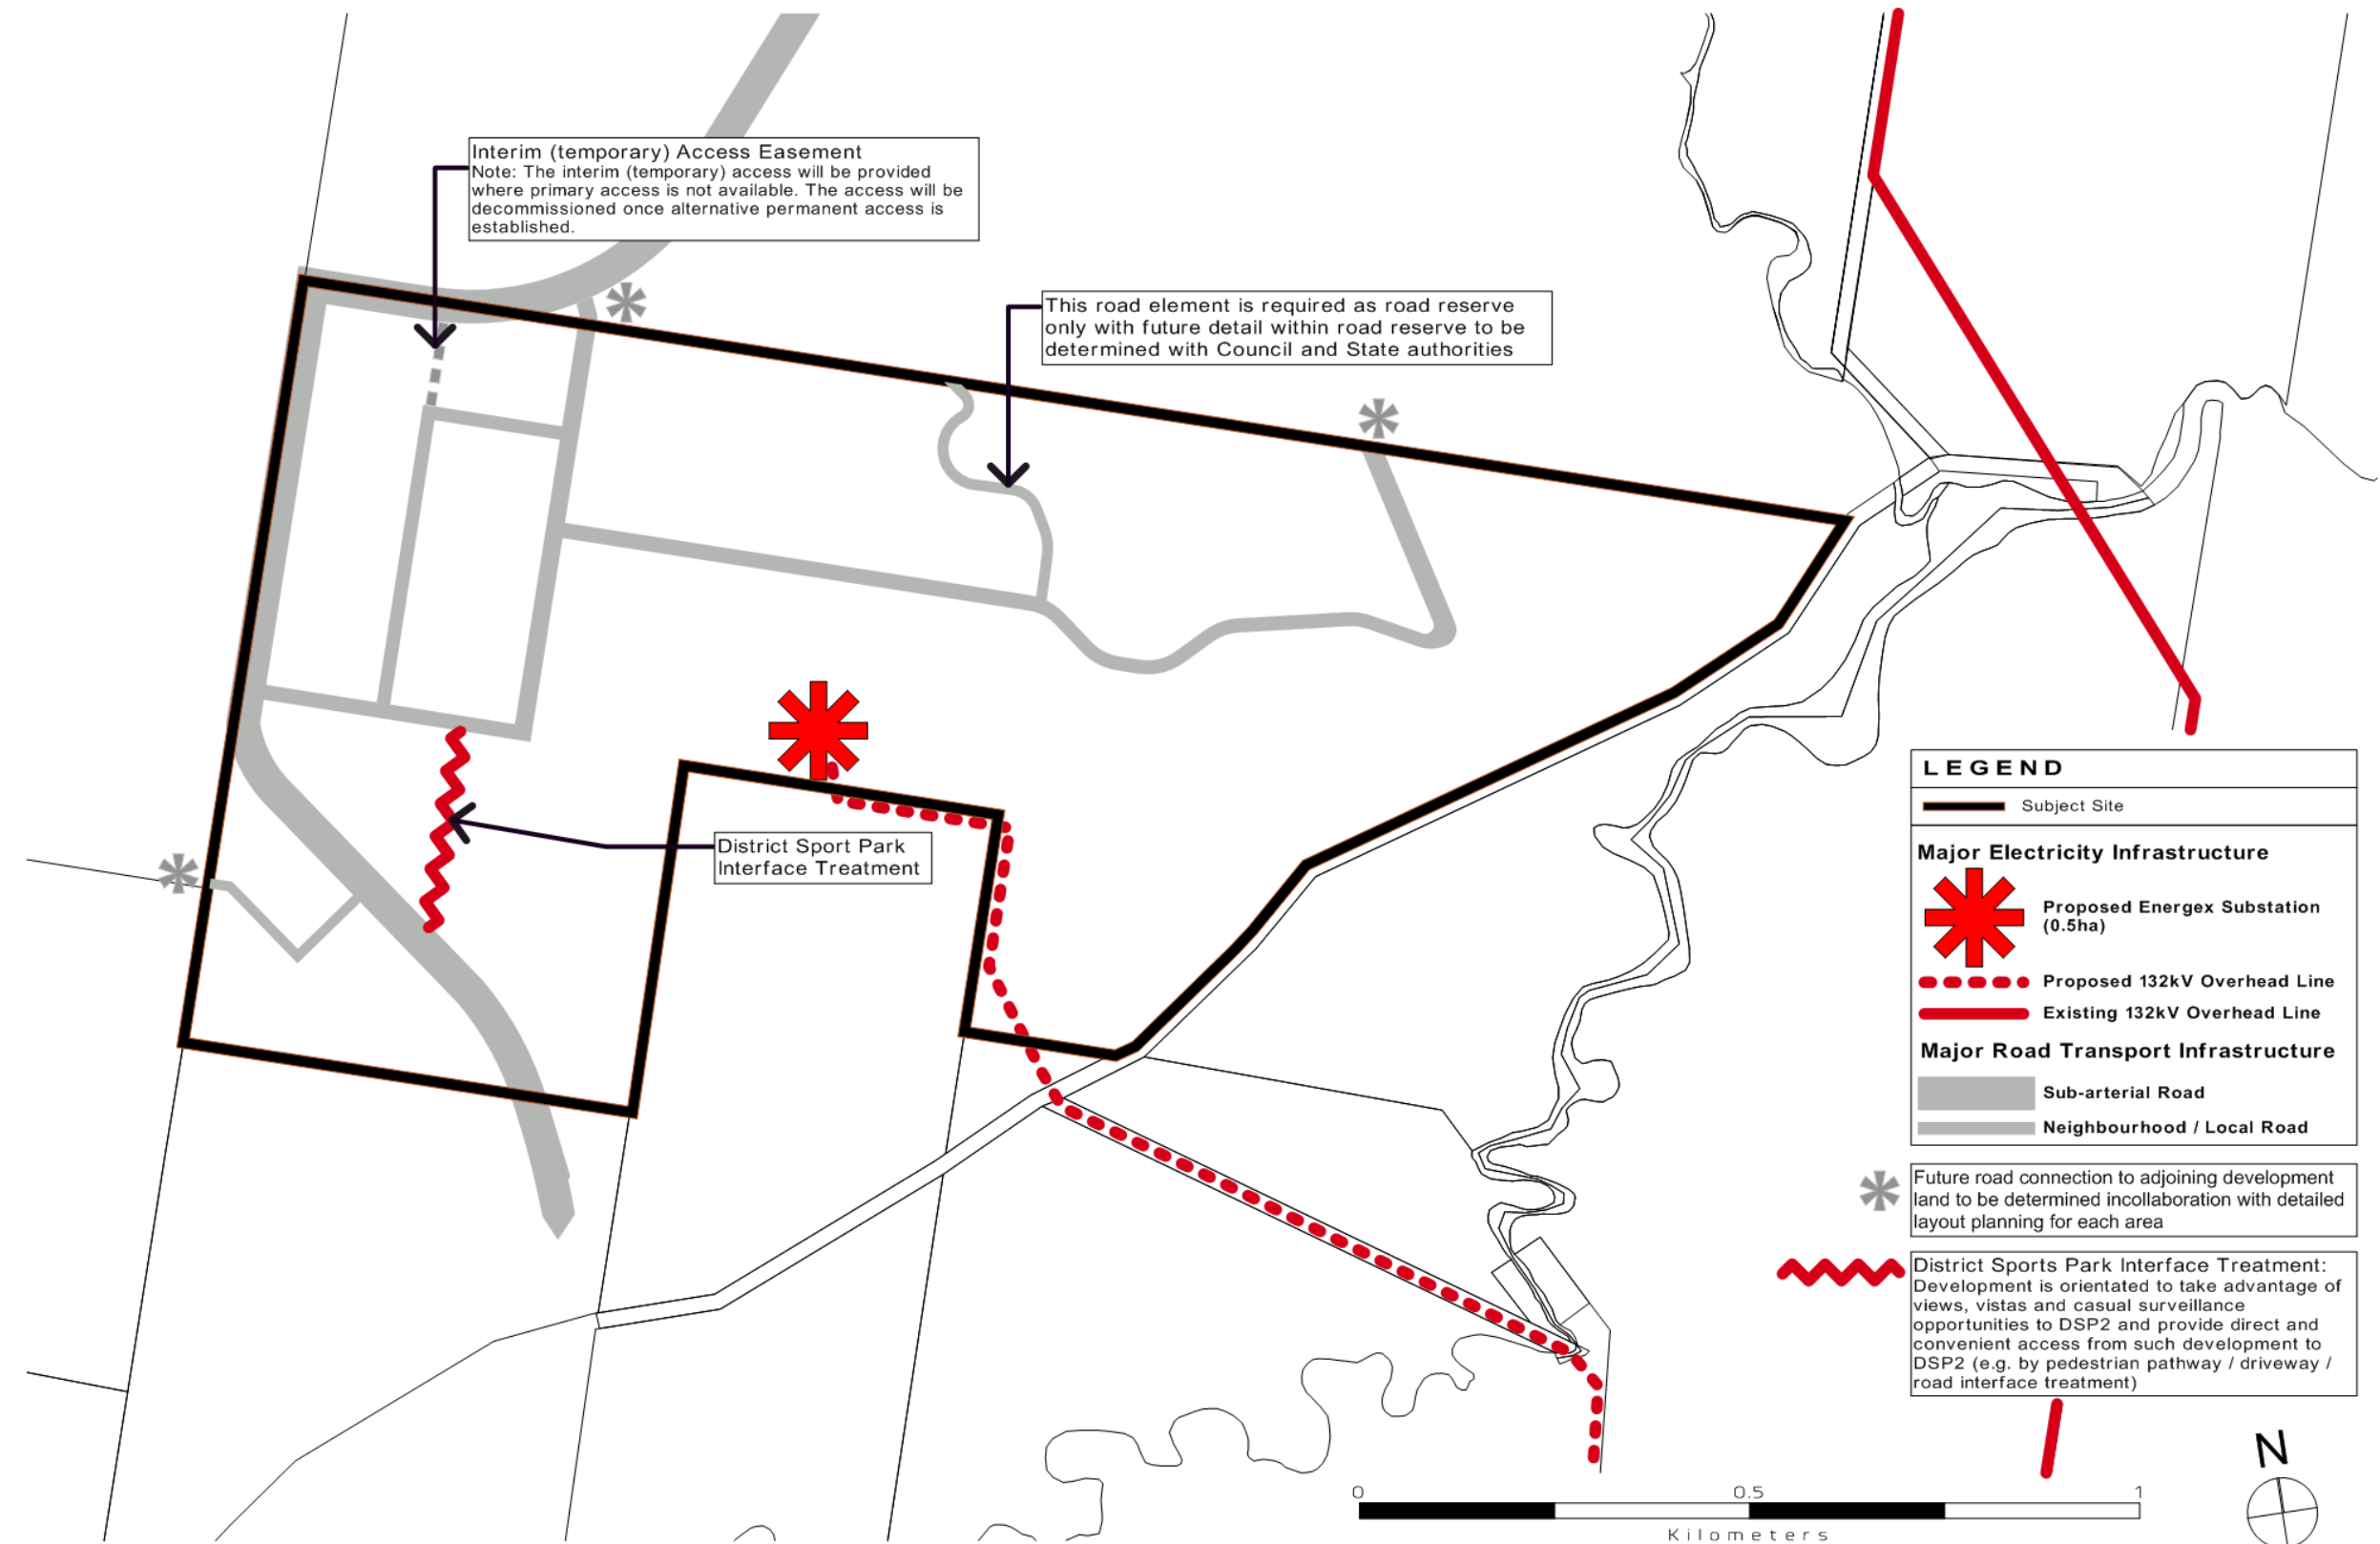 Interim (temporary) Access Easement
Note: The interim (temporary) access will be provided
where primary access is not available. The access will be
decommissioned once alternative permanent access is
established.
This road element is required as road reserve
only with future detail within road reserve to be
determined with Council and State authorities
District Sport Park
Interface Treatment
LEGEND
Subject Site
Major Electricity Infrastructure
Proposed Energex Substation
(0.5ha)
Proposed 132kV Overhead Line
Existing 132kV Overhead Line
Major Road Transport Infrastructure
Sub-arterial Road
Neighbourhood / Local Road
Future road connection to adjoining development
land to be determined incollaboration with detailed
layout planning for each area
District Sports Park Interface Treatment:
Development is orientated to take advantage of
views, vistas and casual surveillance
opportunities to DSP2 and provide direct and
convenient access from such development to
DSP2 (e.g. by pedestrian pathway / driveway /
road interface treatment)
N
0 0.5 1
Kilometers